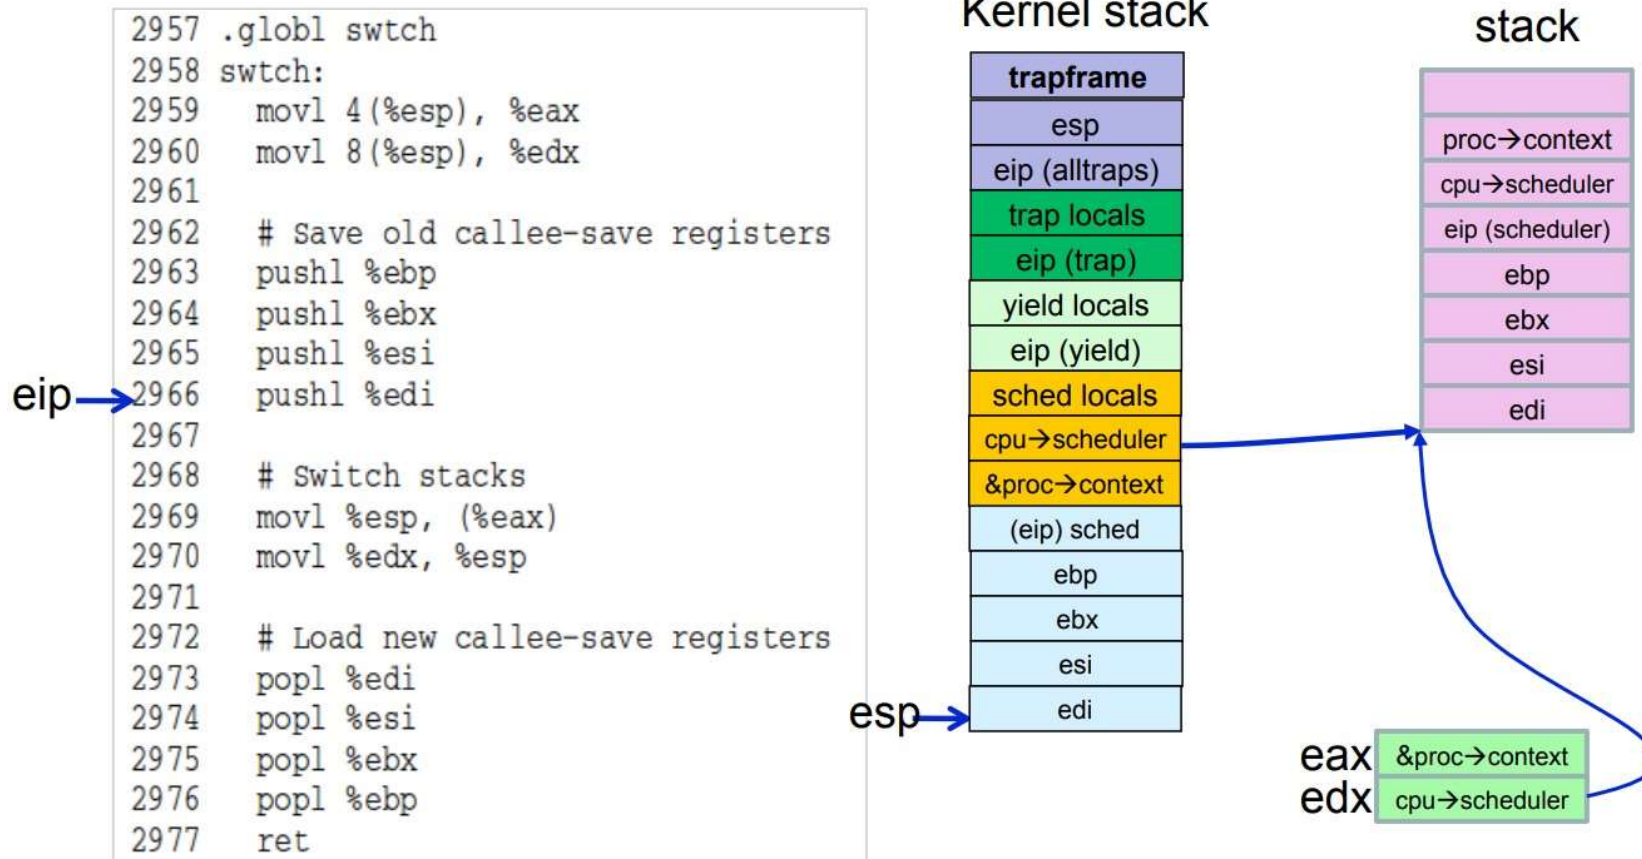 2957 .globl swtch
2958 swtch:
2959 movl 4(%esp), %eax
2960 movl 8(%esp), %edx
2961
2962 # Save old callee-save registers
2963 pushl %ebp
2964 pushl %ebx
2965 pushl %esi
eip
2966 pushl %edi
2967
2968 # Switch stacks
2969 movl %esp, (%eax)
2970 movl %edx, %esp
2971
2972 # Load new callee-save registers
2973 popl %edi
2974 popl %esi
2975 popl %ebx
2976 popl %ebp
2977 ret
Kernel stack
trapframe
esp
eip (alltraps)
trap locals
eip (trap)
yield locals
eip (yield)
sched locals
cpu→scheduler
&proc→context
(eip) sched
ebp
ebx
esi
esp
edi
stack
proc→context
cpu→scheduler
eip (scheduler)
ebp
ebx
esi
edi
eax &proc→context
edx cpu→scheduler